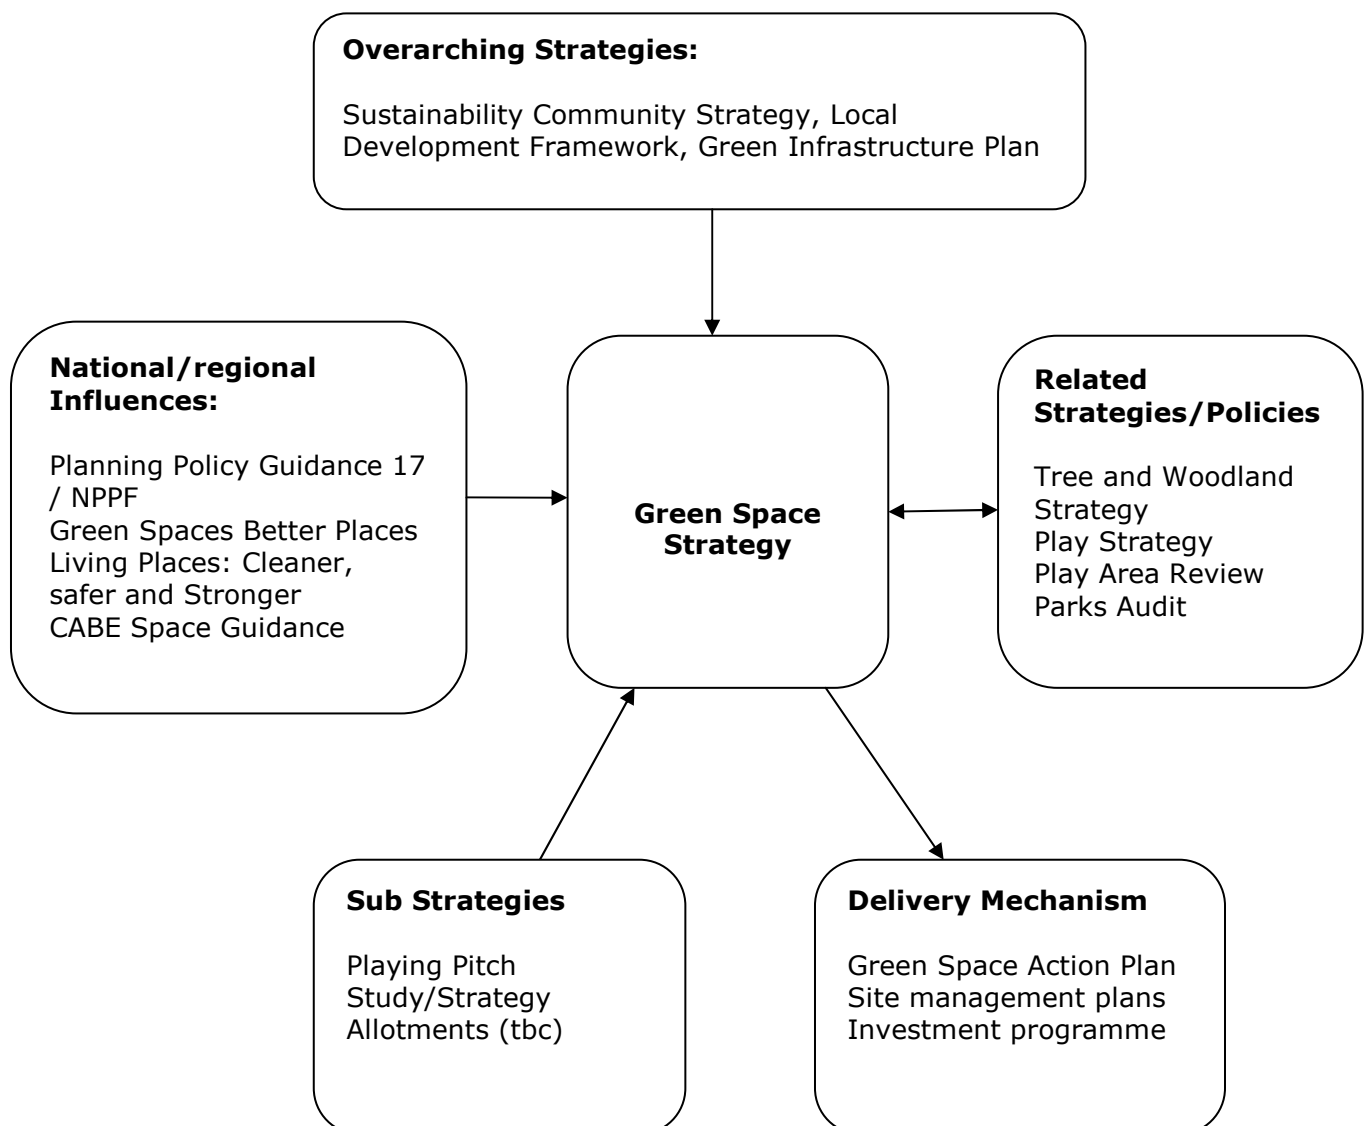 Overarching Strategies:
Sustainability Community Strategy, Local
Development Framework, Green Infrastructure Plan
National/regional
Influences:
Planning Policy Guidance 17
/ NPPF
Green Spaces Better Places
Living Places: Cleaner,
safer and Stronger
CABE Space Guidance
Green Space
Strategy
Related
Strategies/Policies
Tree and Woodland
Strategy
Play Strategy
Play Area Review
Parks Audit
Sub Strategies
Playing Pitch
Study/Strategy
Allotments (tbc)
Delivery Mechanism
Green Space Action Plan
Site management plans
Investment programme